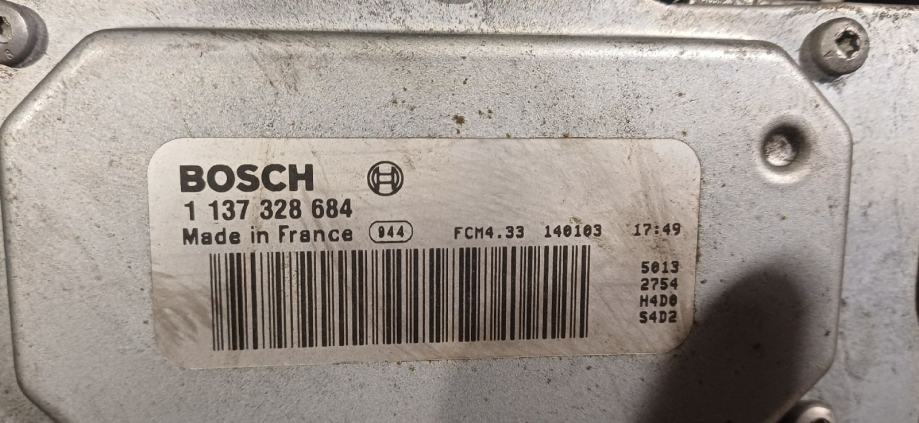 BOSCH
1 137 328 684
Made in France 944 FCM4.33 140103 17:49
5013
2754
H4D0
S4D2